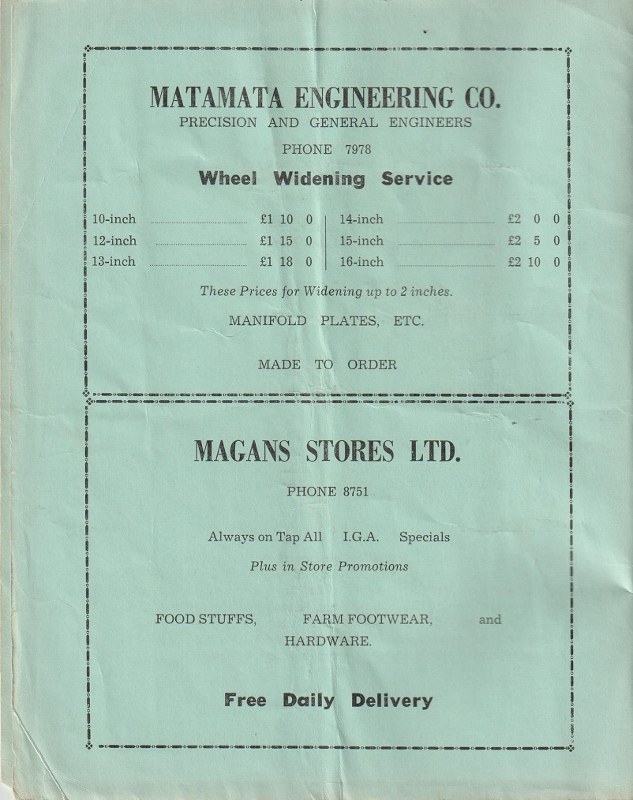 MATAMATA ENGINEERING CO.
PRECISION AND GENERAL ENGINEERS
PHONE 7978
Wheel Widening Service
10-inch £1 10 0 14-inch £2 0 0
12-inch £1 15 0 15-inch £2 5 0
13-inch £1 18 0 16-inch £2 10 0
These Prices for Widening up to 2 inches.
MANIFOLD PLATES, ETC.
MADE TO ORDER
MAGANS STORES LTD.
PHONE 8751
Always on Tap All I.G.A. Specials
Plus in Store Promotions
FOOD STUFFS, FARM FOOTWEAR, and
HARDWARE.
Free Daily Delivery